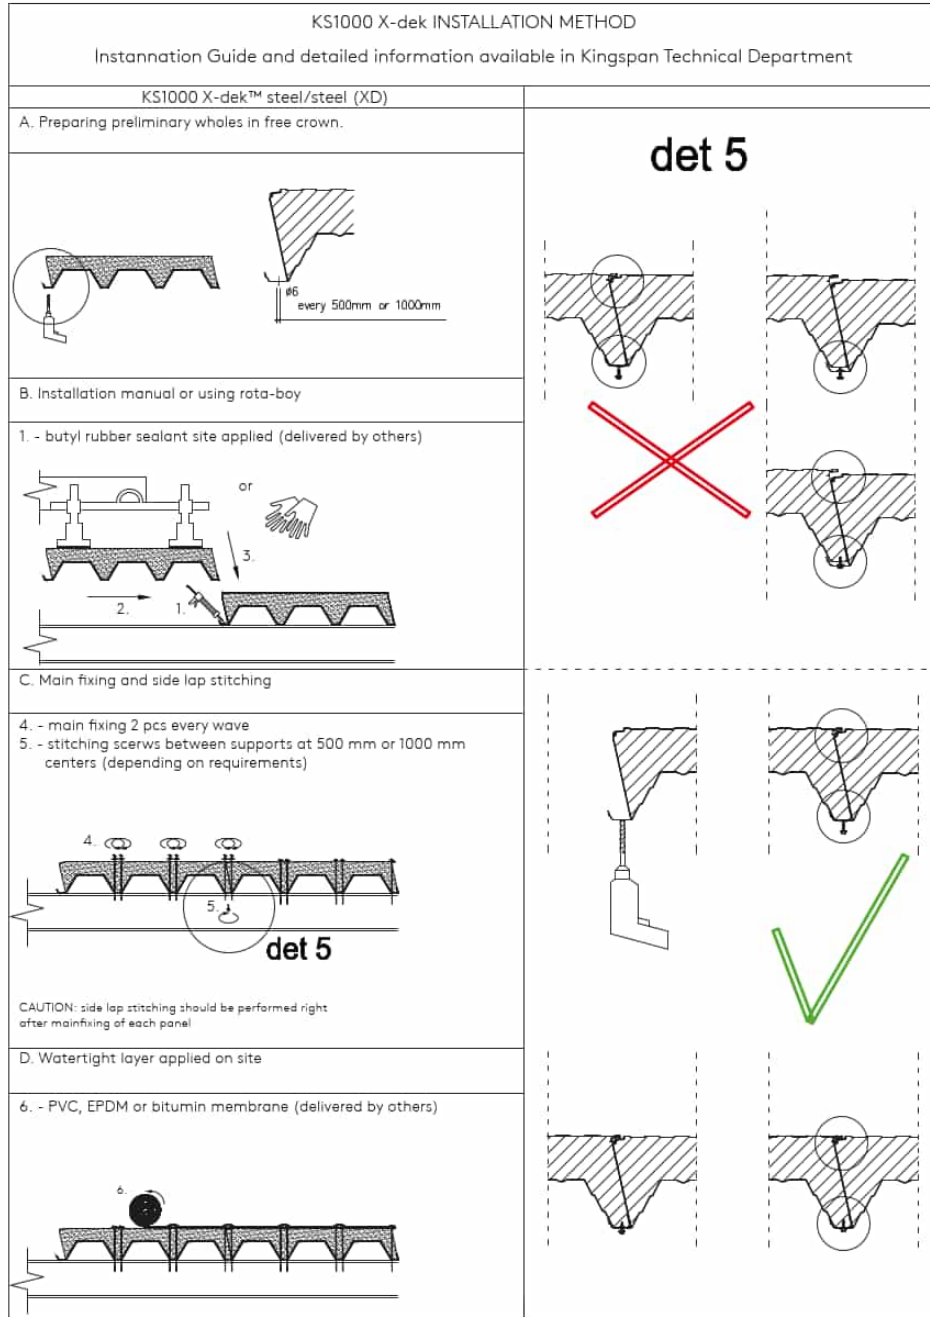 KS1000 X-dek INSTALLATION METHOD
Instannation Guide and detailed information available in Kingspan Technical Department
KS1000 X-dek™ steel/steel (XD)
A. Preparing preliminary wholes in free crown.
ø6
every 500mm or 1000mm
B. Installation manual or using rota-boy
1. - butyl rubber sealant site applied (delivered by others)
or
3.
2.
1.
C. Main fixing and side lap stitching
4. - main fixing 2 pcs every wave
5. - stitching scerws between supports at 500 mm or 1000 mm
centers (depending on requirements)
4.
5.
det 5
CAUTION: side lap stitching should be performed right
after mainfixing of each panel
D. Watertight layer applied on site
6. - PVC, EPDM or bitumin membrane (delivered by others)
6.
det 5